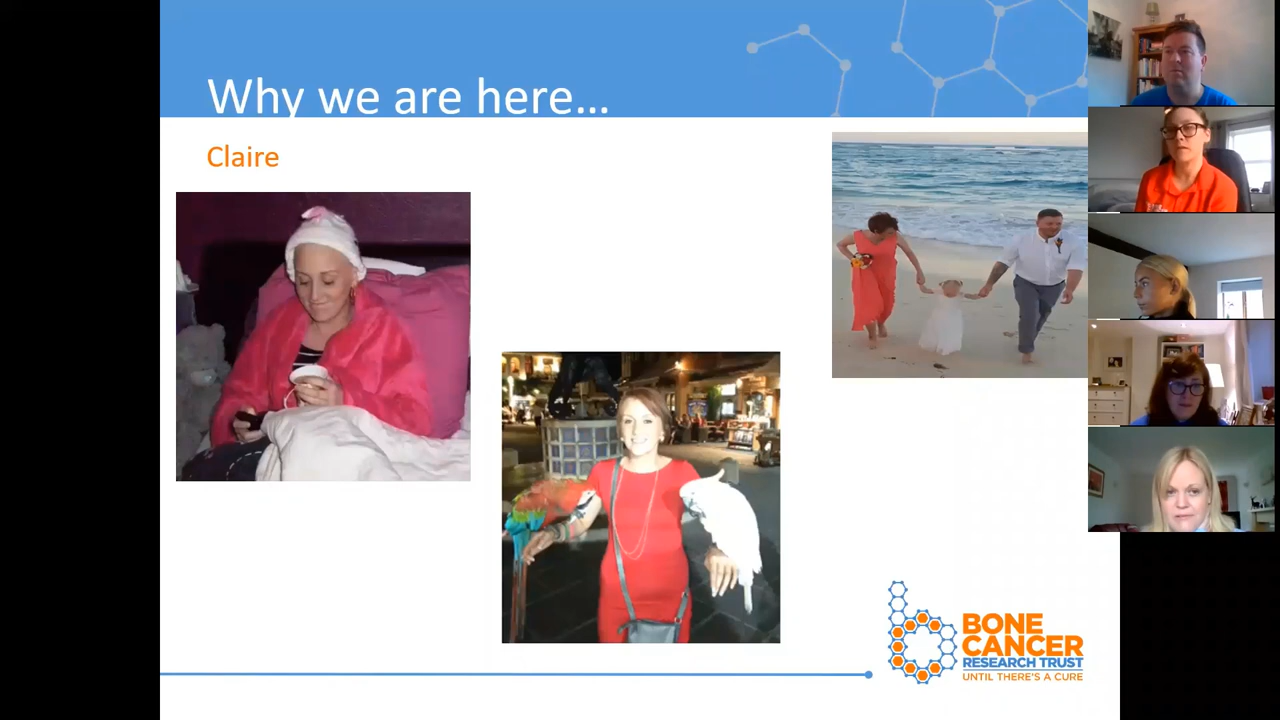 Why we are here...
Claire
BONE
CANCER
RESEARCH TRUST
UNTIL THERE'S A CURE